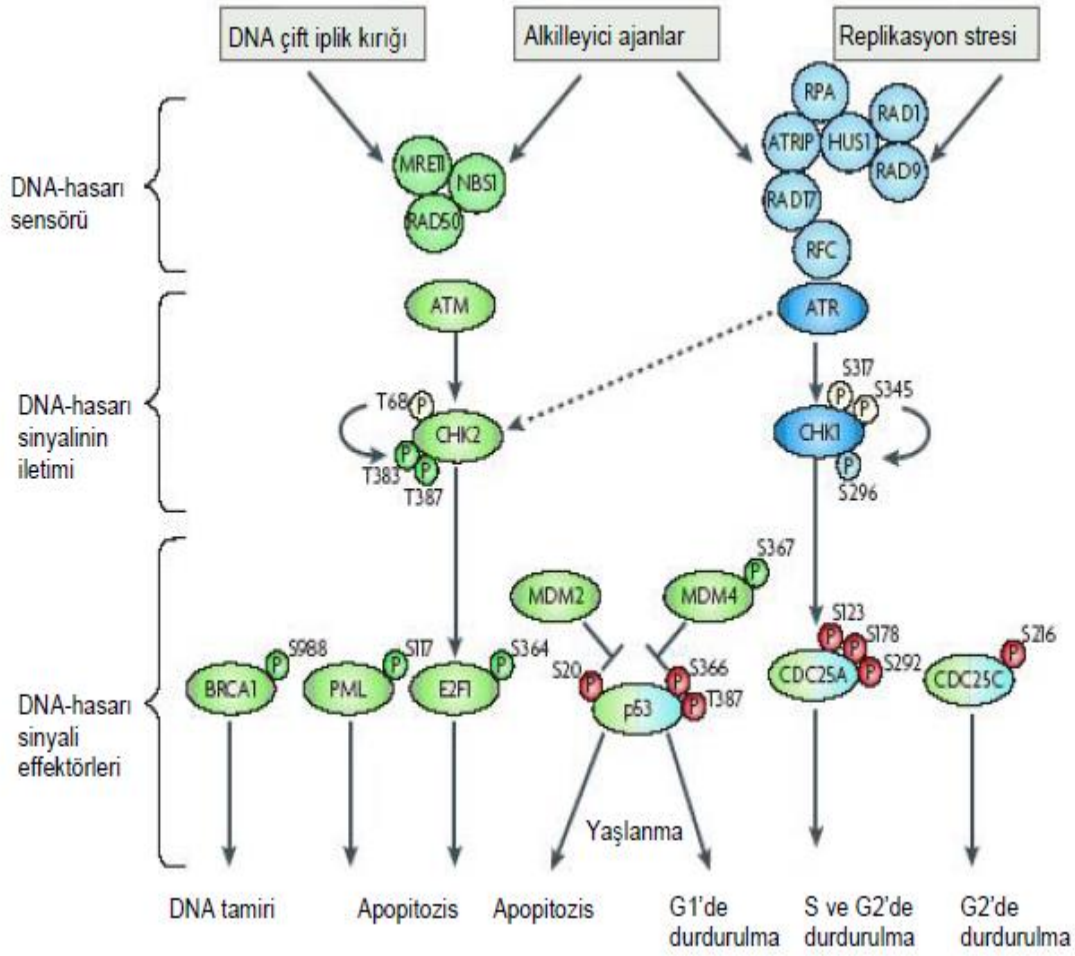 DNA çift iplik kırığı
Alkilleyici ajanlar
Replikasyon stresi
DNA-hasarı
sensörü
MRE11
NBS1
RAD50
RPA
RAD1
ATRIP
HUS1
RAD9
RAD17
RFC
ATM
ATR
DNA-hasarı
sinyalinin
iletimi
T68
P
CHK2
P
T383
P
T387
S317
P
S345
P
CHK1
P
S296
DNA-hasarı
sinyali
effektörleri
MDM2
MDM4
S367
P
BRCA1
S988
P
PML
S117
P
E2F1
S364
P
S20
P
S366
P
T387
P
p53
S123
P
S178
P
S292
P
CDC25A
S216
P
CDC25C
Yaşlanma
DNA tamiri
Apopitozis
Apopitozis
G1'de
durdurulma
S ve G2'de
durdurulma
G2'de
durdurulma